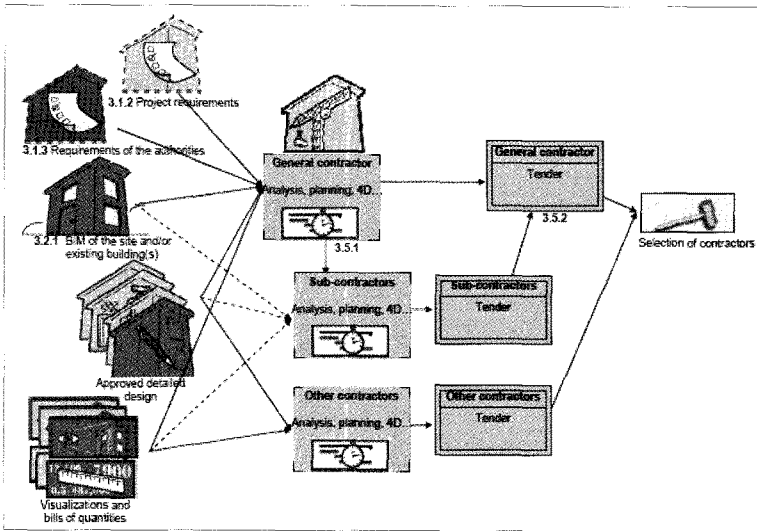 3.1.2 Project requirements
3.1.3 Requirements of the authorities
3.2.1 BIM of the site and/or
existing building(s)
Approved detailed
design
Visualizations and
bills of quantities
General contractor
Analysis, planning, 4D...
3.5.1
Sub-contractors
Analysis, planning, 4D...
Other contractors
Analysis, planning, 4D...
General contractor
Tender
3.5.2
Sub-contractors
Tender
Other contractors
Tender
Selection of contractors